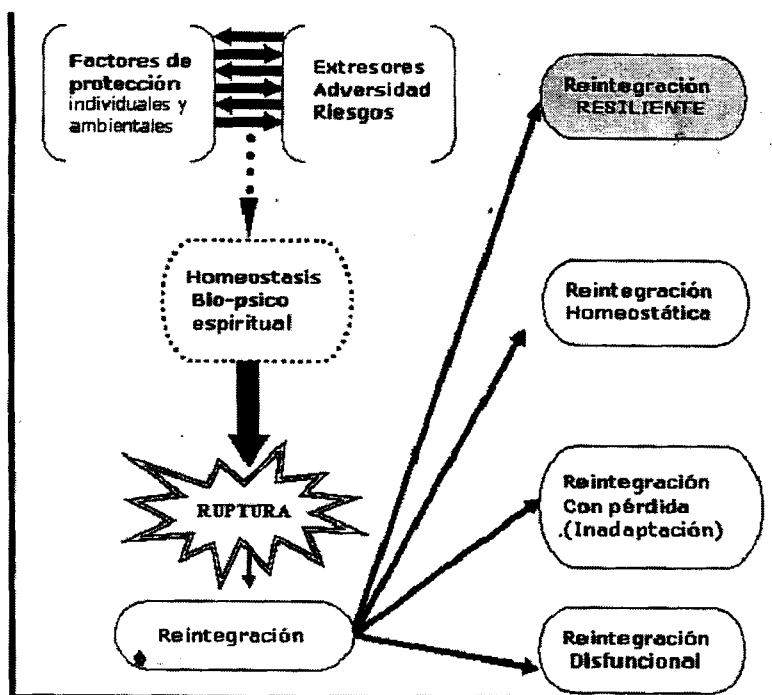 Factores de
protección
individuales y
ambientales
Extresores
Adversidad
Riesgos
Homeostasis
Bio-psico
espiritual
RUPTURA
Reintegración
Reintegración
RESILIENTE
Reintegración
Homeostática
Reintegración
Con pérdida
.(Inadaptación)
Reintegración
Disfuncional